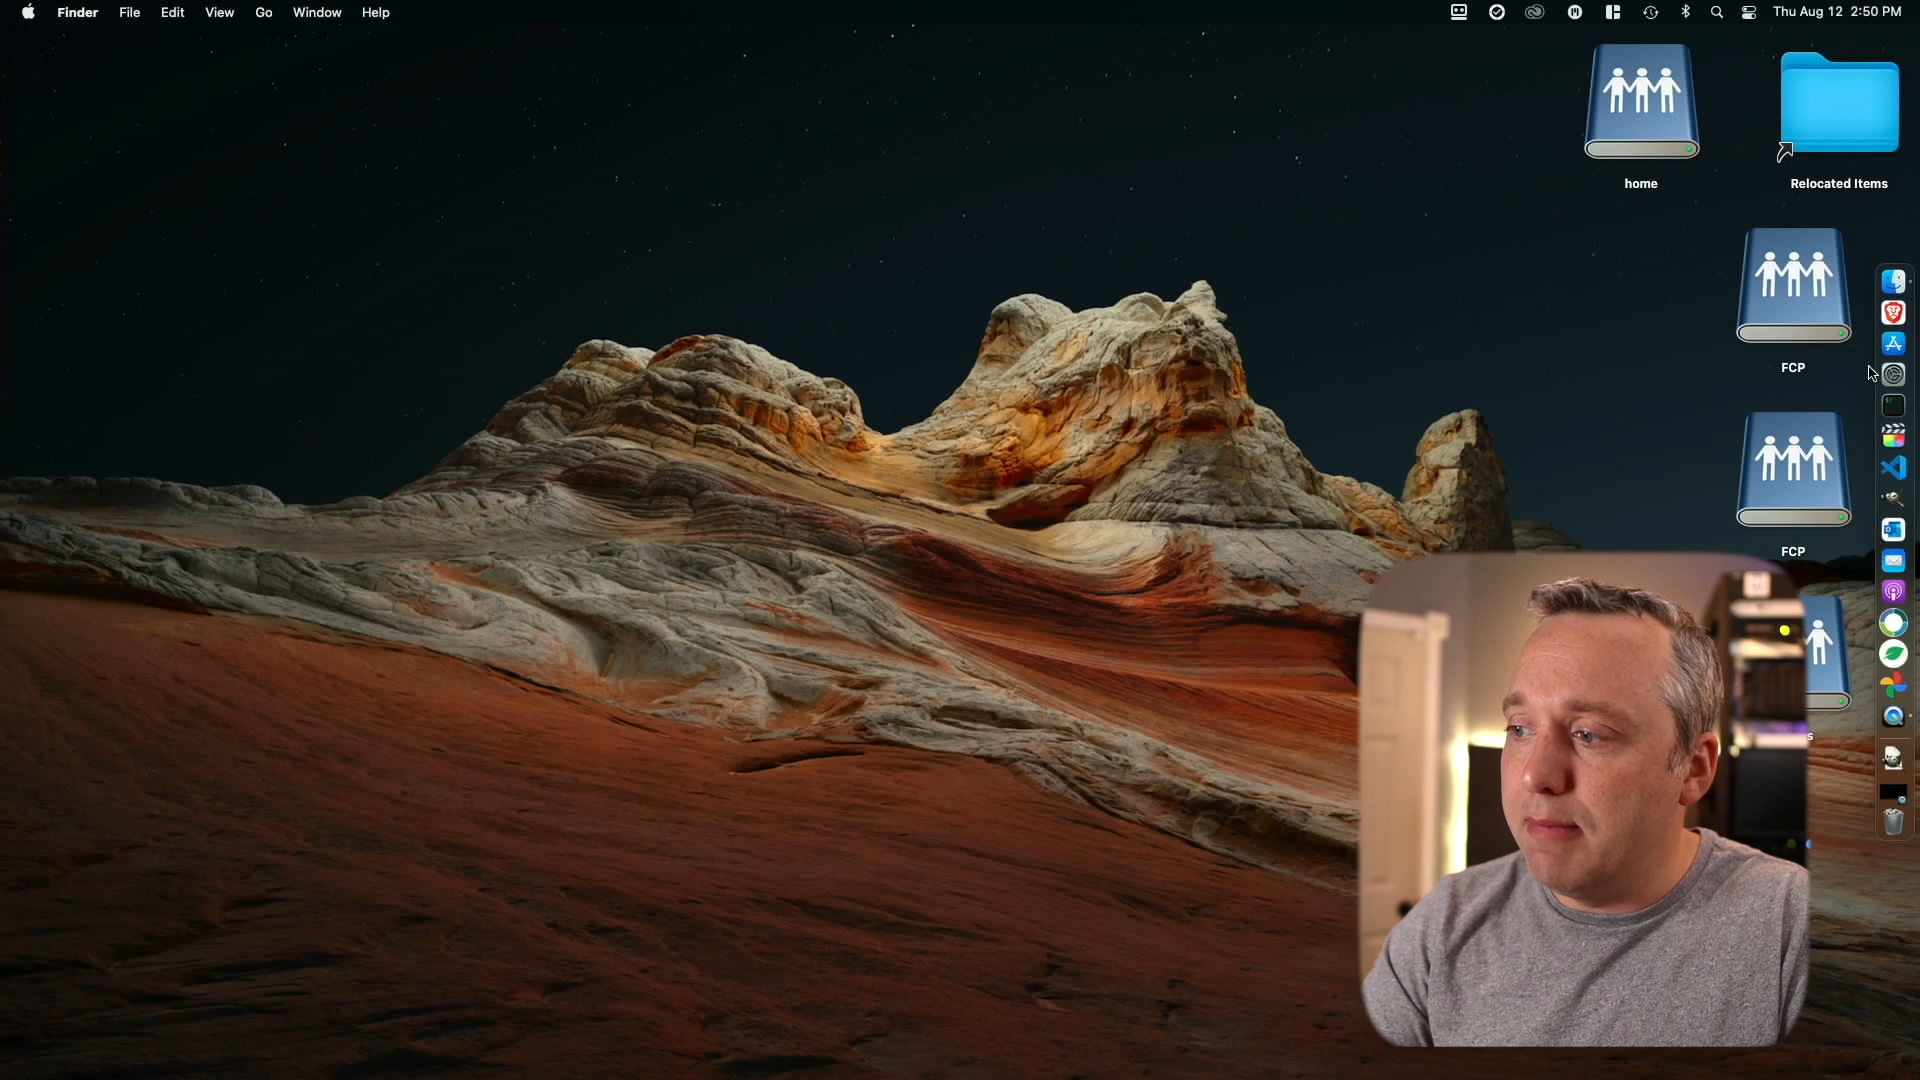 Finder File Edit View Go Window Help
Thu Aug 12 2:50 PM
home
Relocated Items
FCP
FCP
s